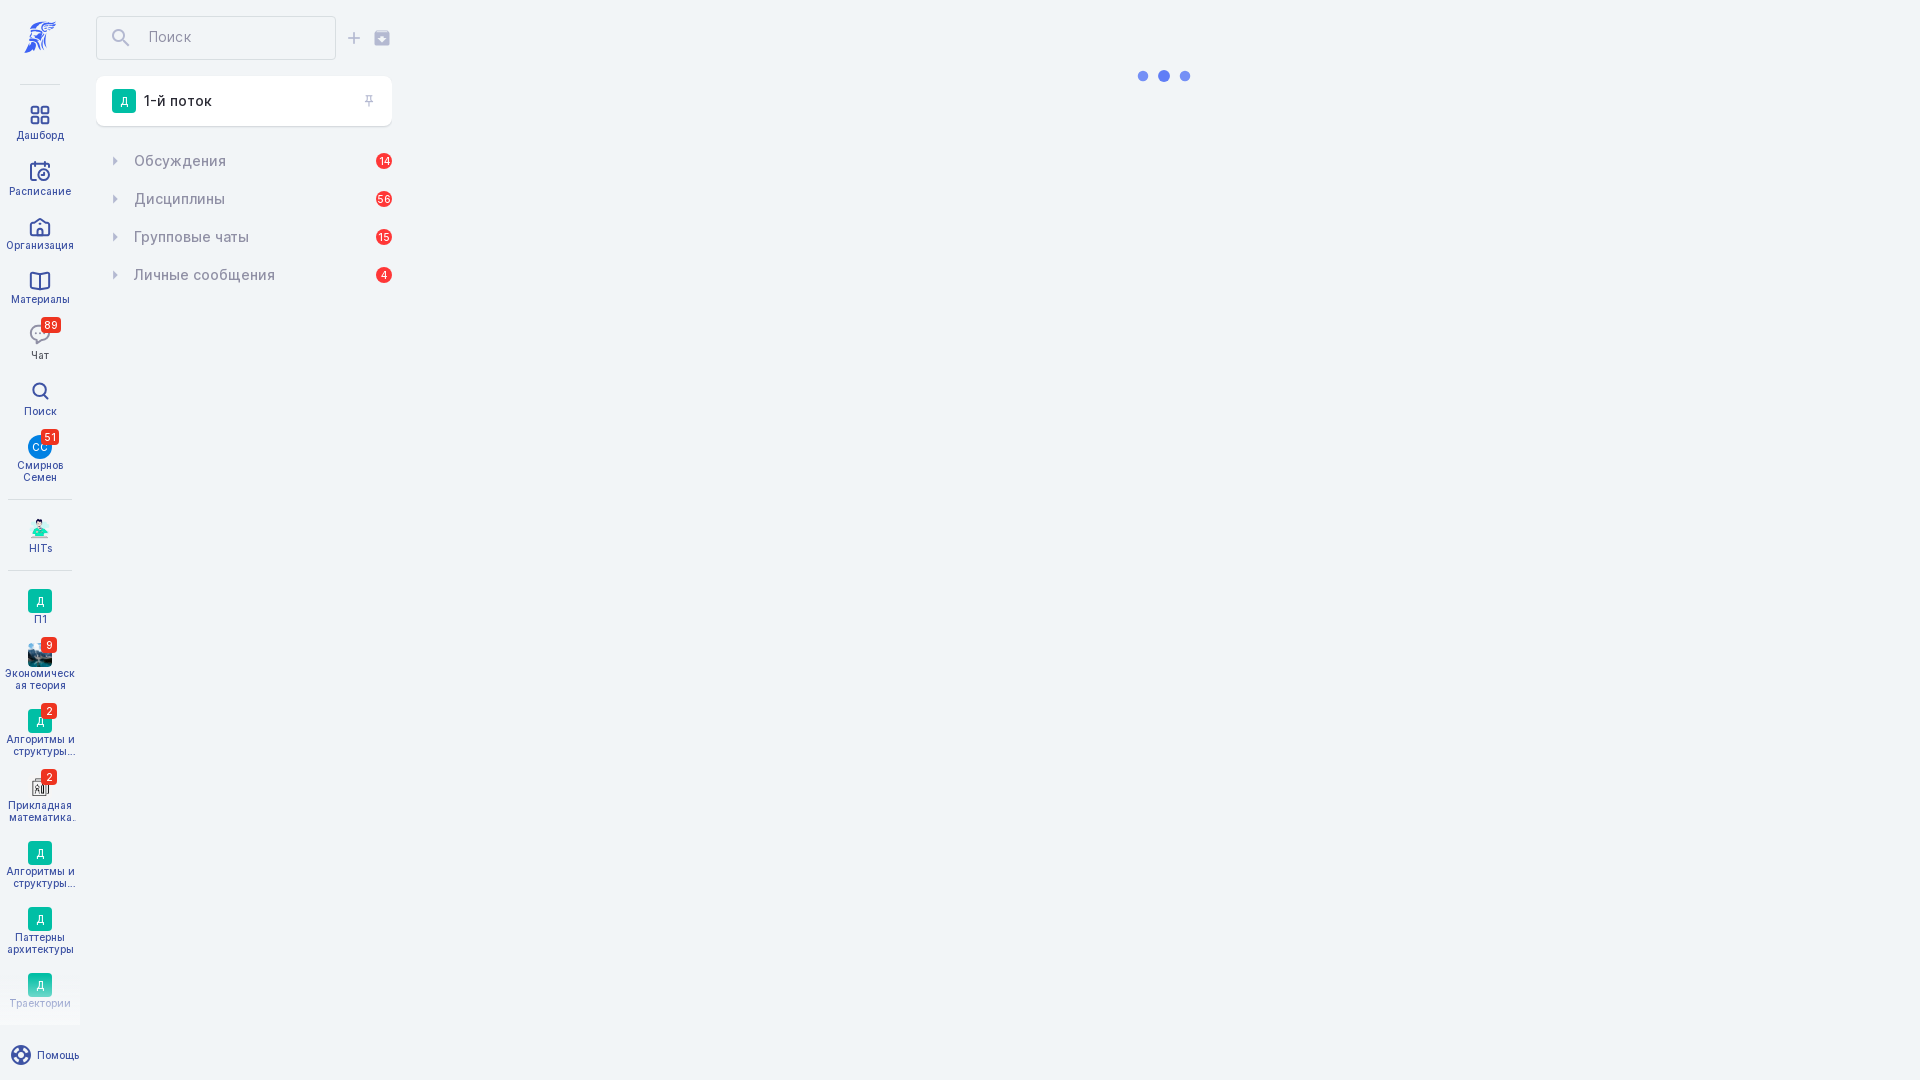 Поиск
Д 1-й поток
Обсуждения 14
Дисциплины 56
Групповые чаты 15
Личные сообщения 4
Дашборд
Расписание
Организация
Материалы
89
Чат
Поиск
СС 51
Смирнов
Семен
HITs
Д
П1
9
Экономическ
ая теория
Д 2
Алгоритмы и
структуры...
2
Прикладная
математика..
Д
Алгоритмы и
структуры...
Д
Паттерны
архитектуры
Д
Траектории
Помощь